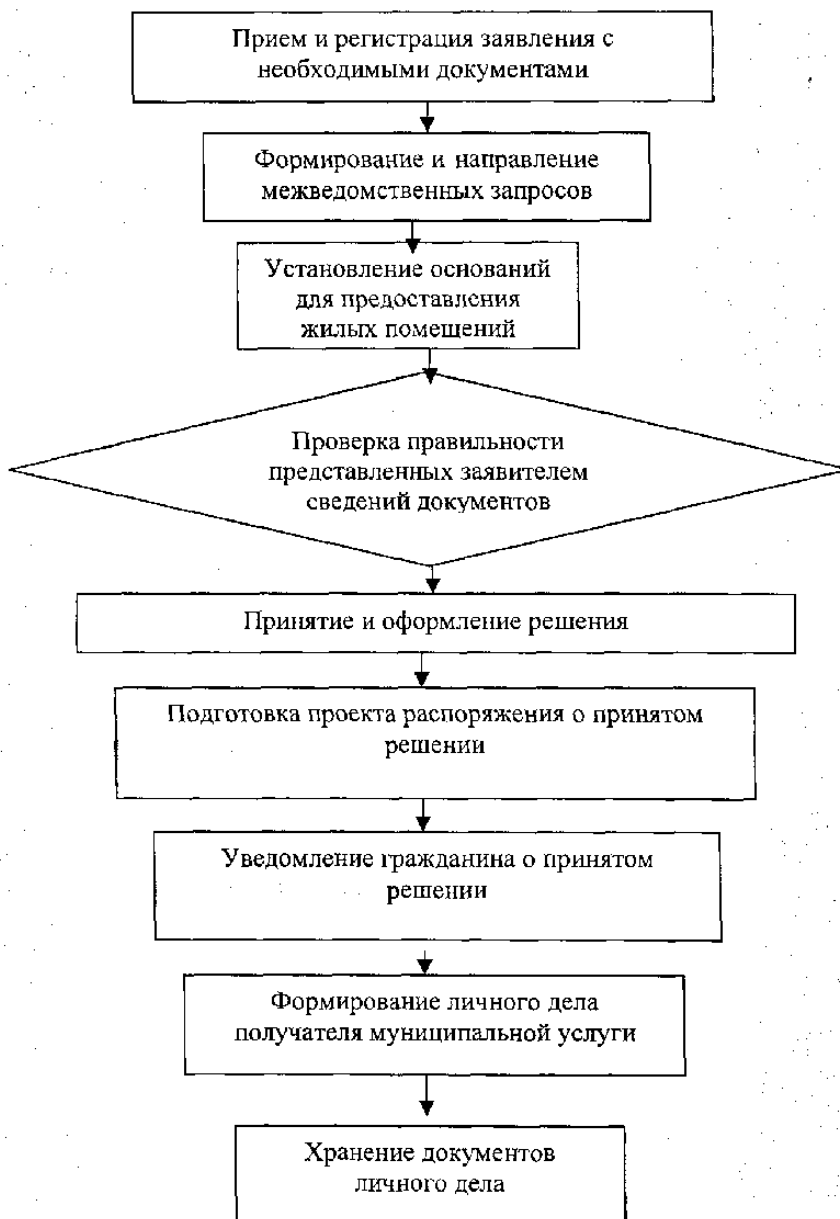 Прием и регистрация заявления с
необходимыми документами
Формирование и направление
межведомственных запросов
Установление оснований
для предоставления
жилых помещений
Проверка правильности
представленных заявителем
сведений документов
Принятие и оформление решения
Подготовка проекта распоряжения о принятом
решении
Уведомление гражданина о принятом
решении
Формирование личного дела
получателя муниципальной услуги
Хранение документов
личного дела